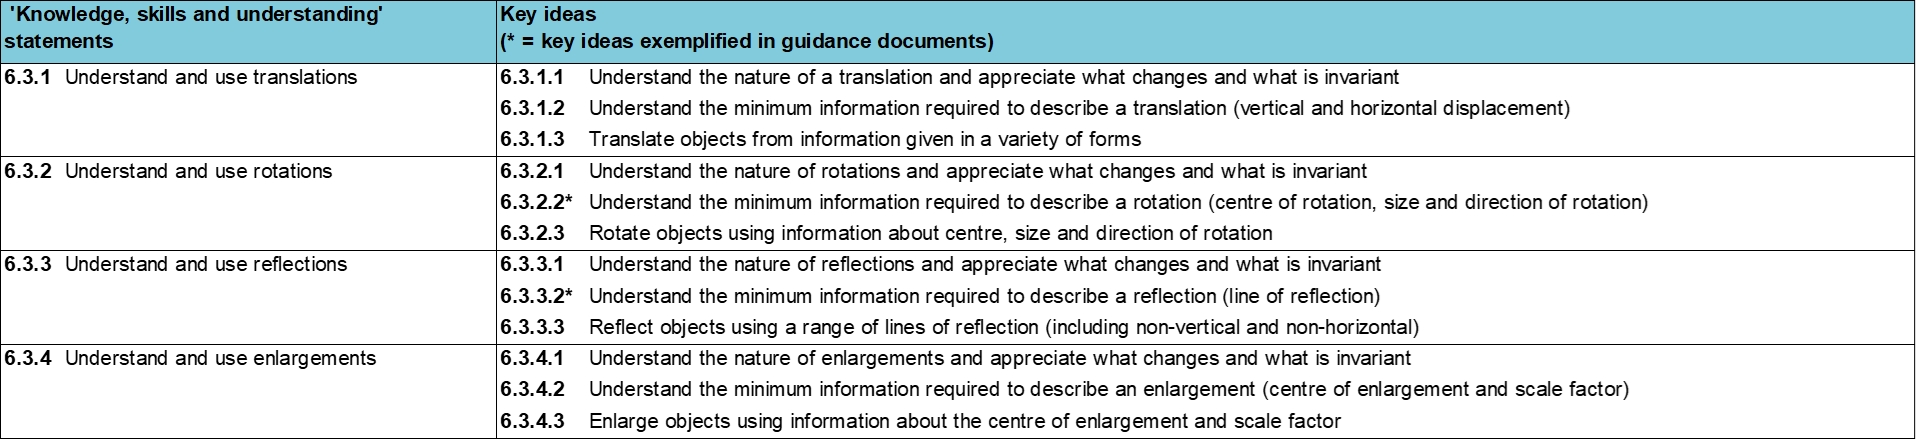 'Knowledge, skills and understanding' statements
Key ideas
(* = key ideas exemplified in guidance documents)
6.3.1 Understand and use translations
6.3.1.1 Understand the nature of a translation and appreciate what changes and what is invariant
6.3.1.2 Understand the minimum information required to describe a translation (vertical and horizontal displacement)
6.3.1.3 Translate objects from information given in a variety of forms
6.3.2 Understand and use rotations
6.3.2.1 Understand the nature of rotations and appreciate what changes and what is invariant
6.3.2.2* Understand the minimum information required to describe a rotation (centre of rotation, size and direction of rotation)
6.3.2.3 Rotate objects using information about centre, size and direction of rotation
6.3.3 Understand and use reflections
6.3.3.1 Understand the nature of reflections and appreciate what changes and what is invariant
6.3.3.2* Understand the minimum information required to describe a reflection (line of reflection)
6.3.3.3 Reflect objects using a range of lines of reflection (including non-vertical and non-horizontal)
6.3.4 Understand and use enlargements
6.3.4.1 Understand the nature of enlargements and appreciate what changes and what is invariant
6.3.4.2 Understand the minimum information required to describe an enlargement (centre of enlargement and scale factor)
6.3.4.3 Enlarge objects using information about the centre of enlargement and scale factor